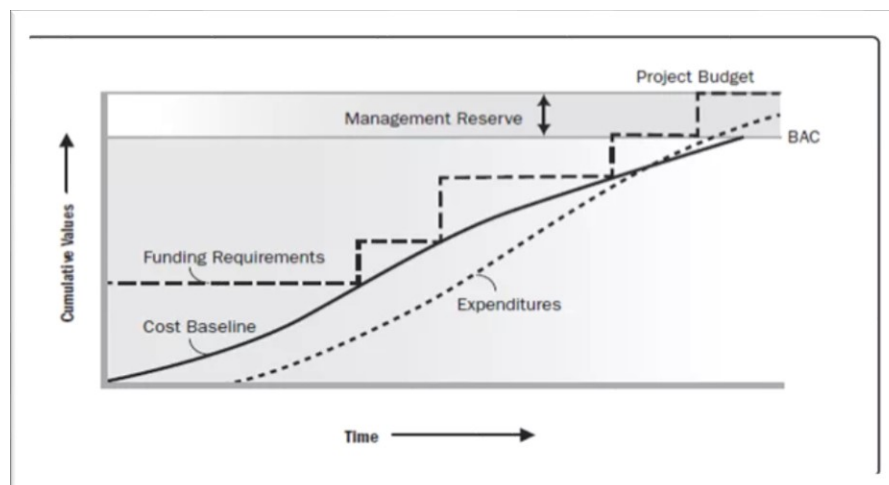 Project Budget
Management Reserve
BAC
Cumulative Values
Funding Requirements
Cost Baseline
Expenditures
Time